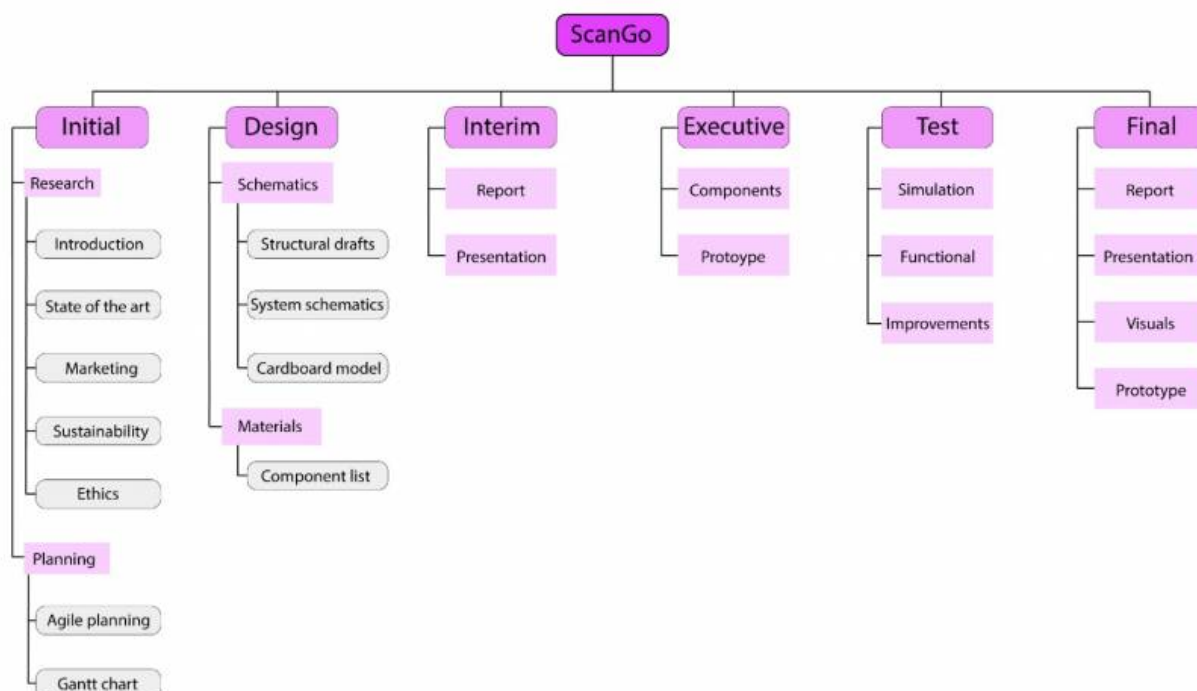 ScanGo
Initial
Research
Introduction
State of the art
Marketing
Sustainability
Ethics
Planning
Agile planning
Gantt chart
Design
Schematics
Structural drafts
System schematics
Cardboard model
Materials
Component list
Interim
Report
Presentation
Executive
Components
Protoype
Test
Simulation
Functional
Improvements
Final
Report
Presentation
Visuals
Prototype